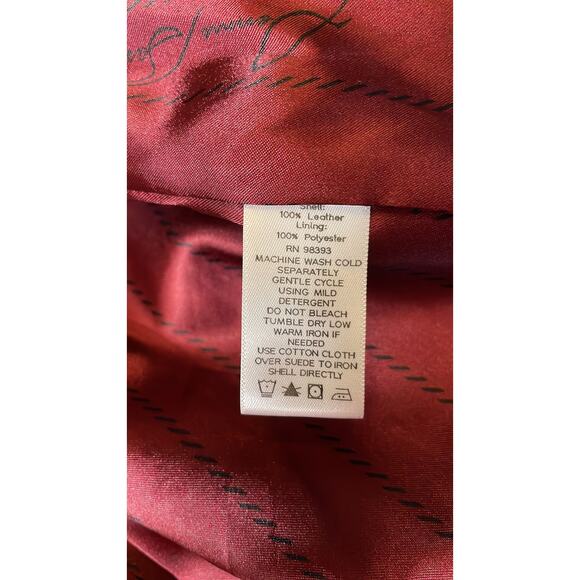 Shell:
100% Leather
Lining:
100% Polyester
RN 98393
MACHINE WASH COLD
SEPARATELY
GENTLE CYCLE
USING MILD
DETERGENT
DO NOT BLEACH
TUMBLE DRY LOW
WARM IRON IF
NEEDED
USE COTTON CLOTH
OVER SUEDE TO IRON
SHELL DIRECTLY